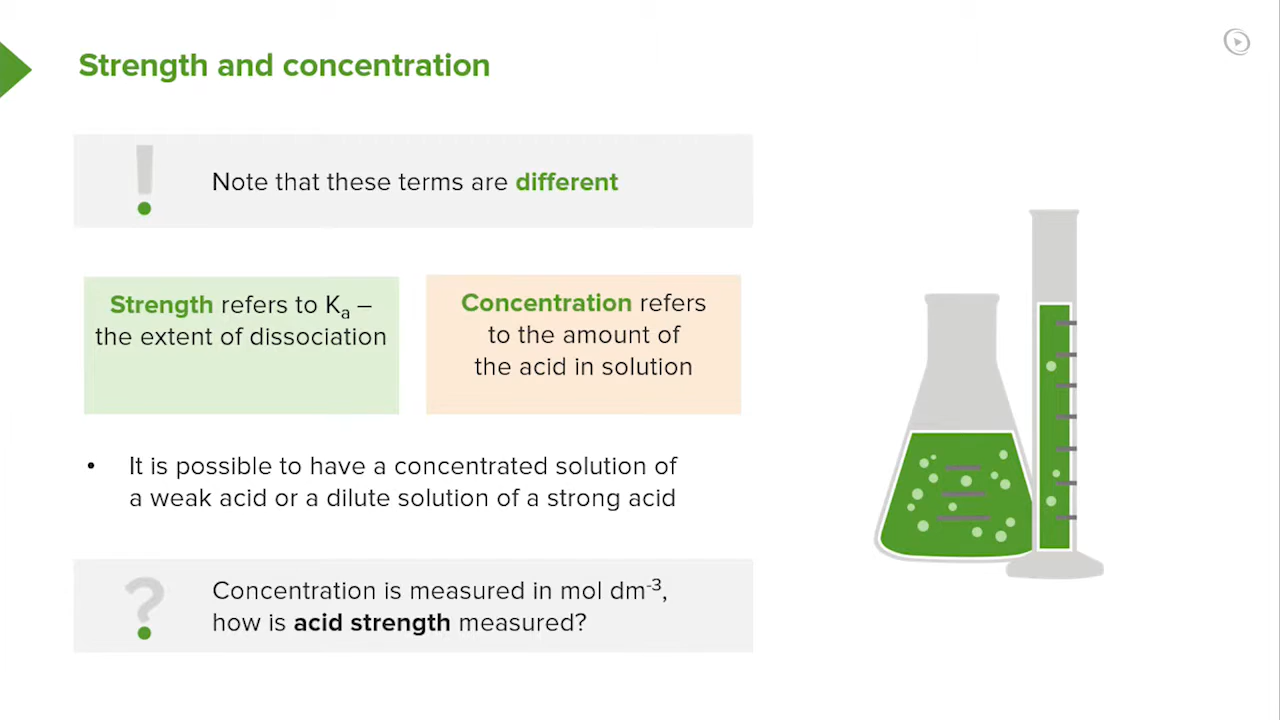 Strength and concentration
Note that these terms are different
Strength refers to Kₐ –
the extent of dissociation
Concentration refers
to the amount of
the acid in solution
• It is possible to have a concentrated solution of
a weak acid or a dilute solution of a strong acid
Concentration is measured in mol dm⁻³,
how is acid strength measured?